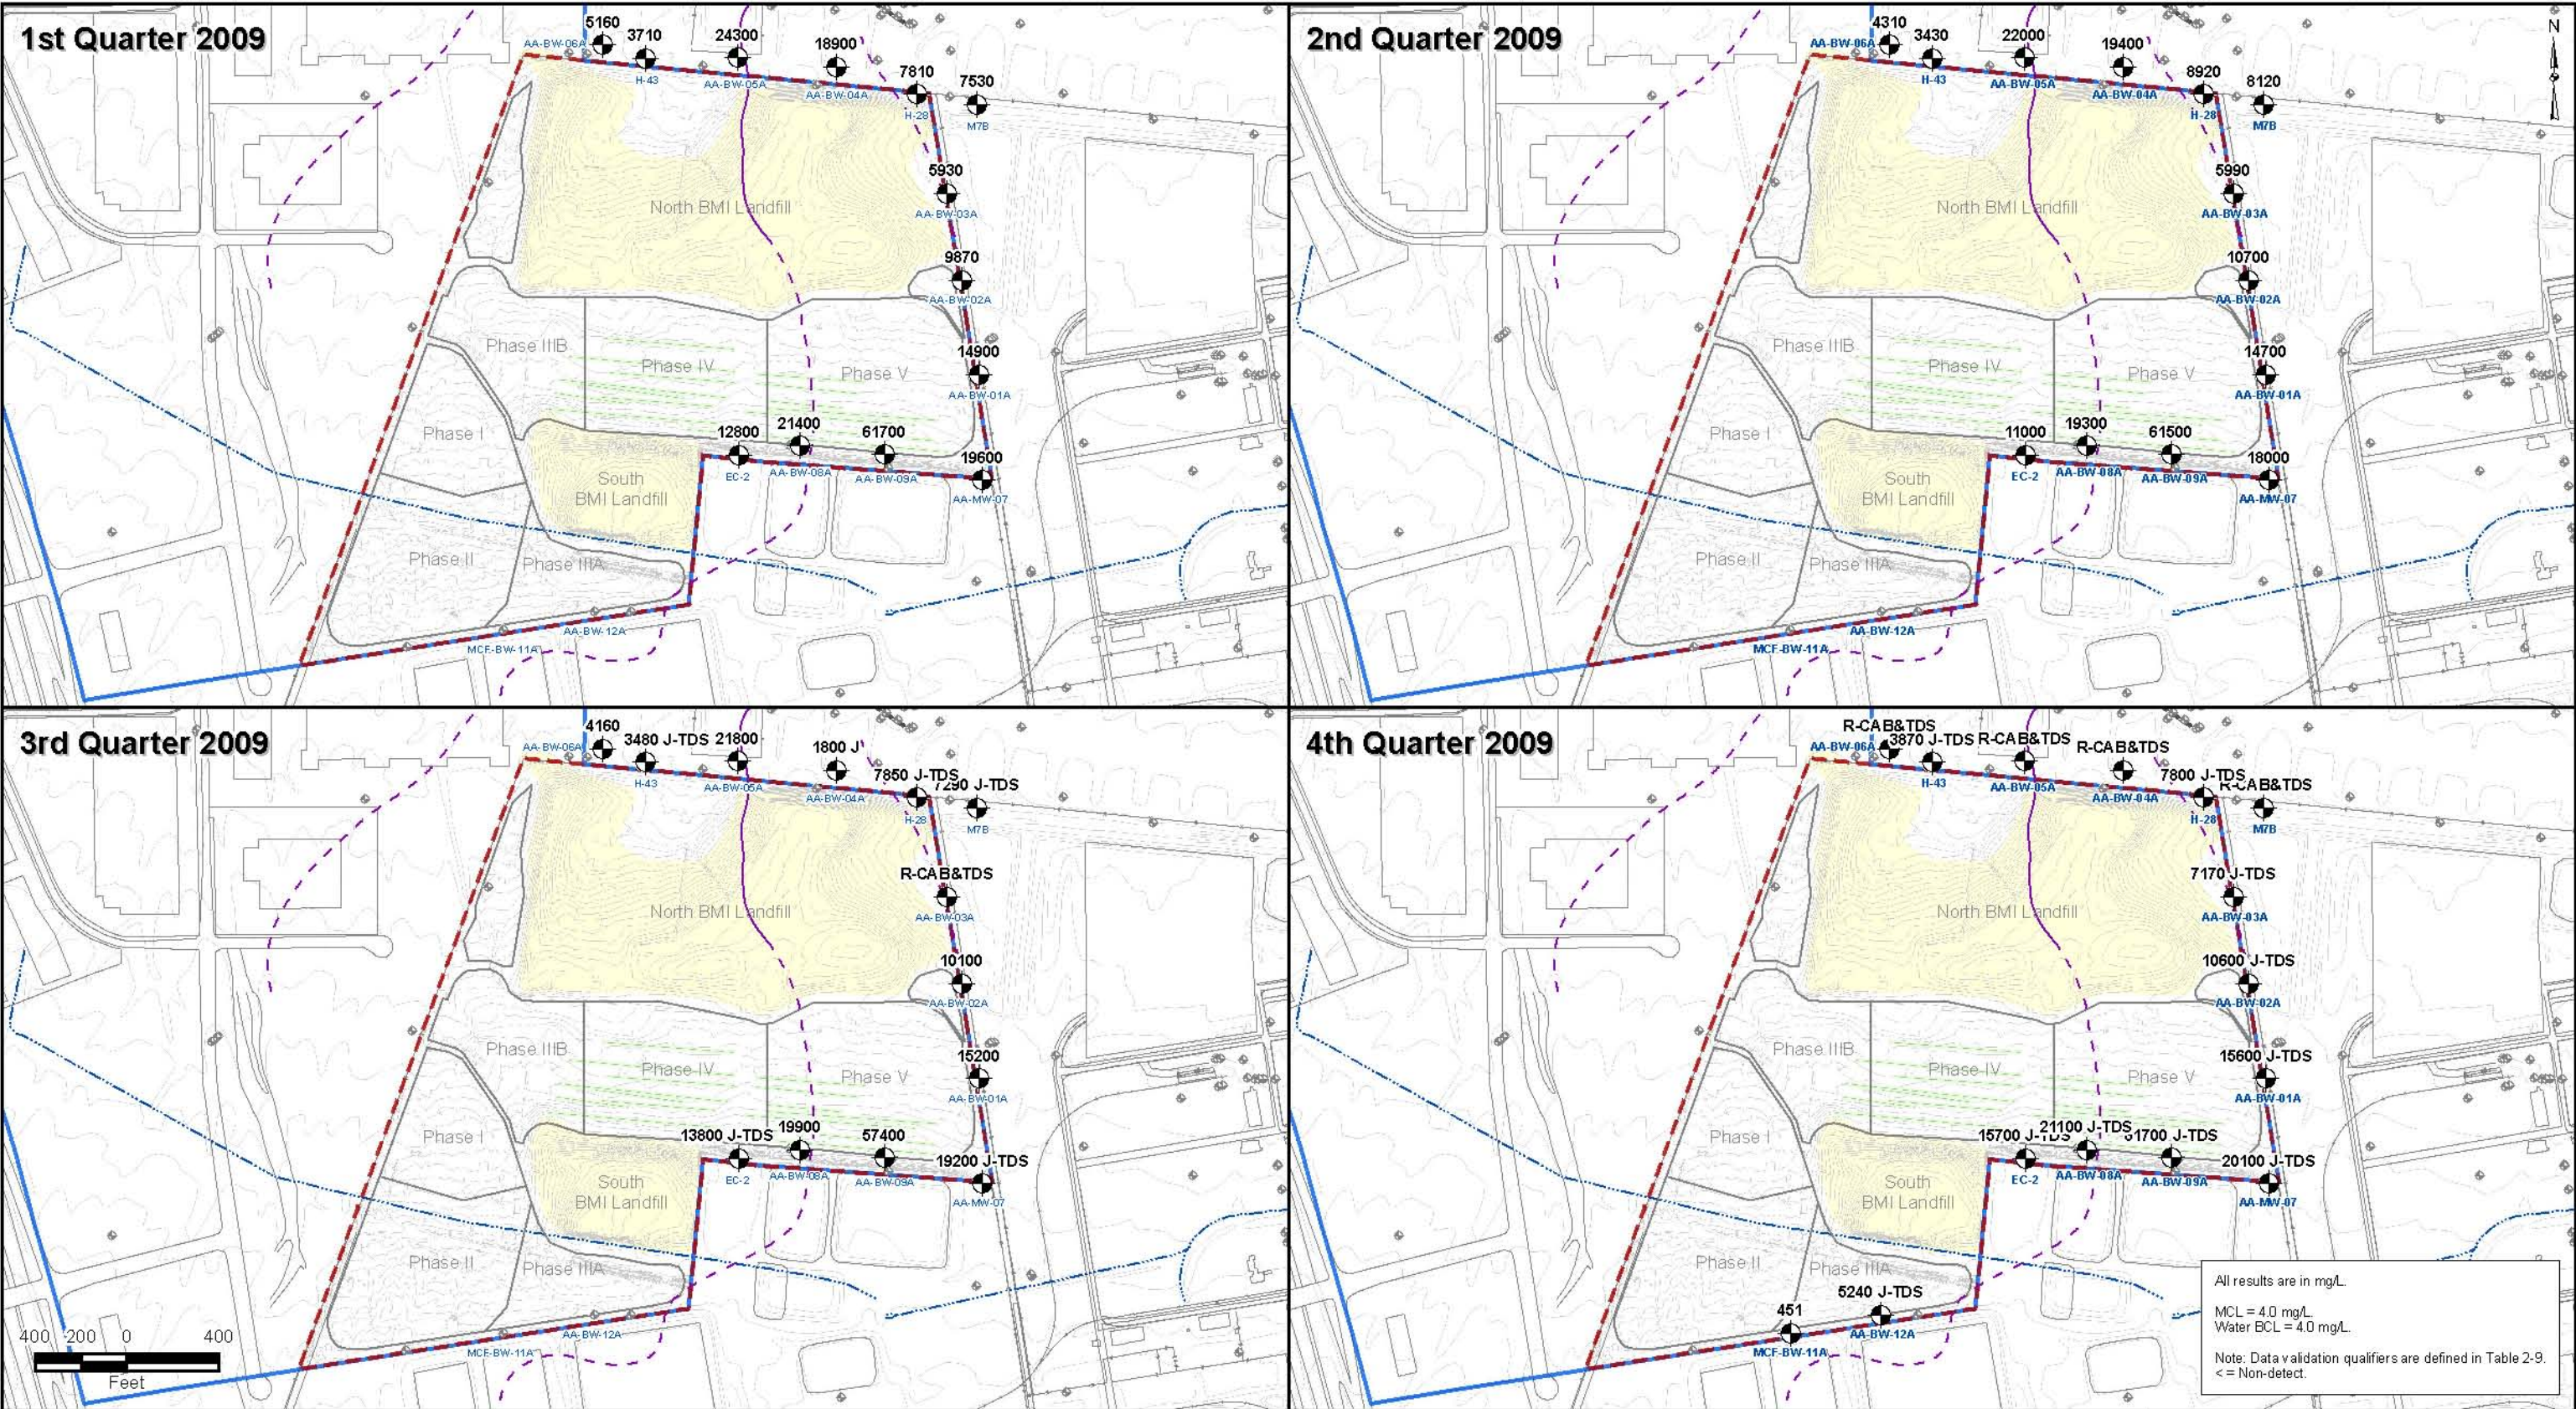 1st Quarter 2009
5160
3710
24300
18900
7810
7530
AA-BW-06A
H-43
AA-BW-05A
AA-BW-04A
H-28
M7B
5930
AA-BW-03A
North BMI Landfill
9870
AA-BW-02A
14900
AA-BW-01A
Phase IIIB
Phase IV
Phase V
Phase I
12800
21400
61700
19600
EC-2
AA-BW-08A
AA-BW-09A
AA-MW-07
South
BMI Landfill
Phase II
Phase IIIA
AA-BW-12A
MCF-BW-11A
2nd Quarter 2009
N
4310
3430
22000
19400
8920
8120
AA-BW-06A
H-43
AA-BW-05A
AA-BW-04A
H-28
M7B
5990
AA-BW-03A
North BMI Landfill
10700
AA-BW-02A
14700
AA-BW-01A
Phase IIIB
Phase IV
Phase V
Phase I
11000
19300
61500
18000
EC-2
AA-BW-08A
AA-BW-09A
AA-MW-07
South
BMI Landfill
Phase II
Phase IIIA
AA-BW-12A
MCF-BW-11A
3rd Quarter 2009
4160
3480 J-TDS
21800
1800 J
7850 J-TDS
7290 J-TDS
AA-BW-06A
H-43
AA-BW-05A
AA-BW-04A
H-28
M7B
R-CAB&TDS
AA-BW-03A
North BMI Landfill
10100
AA-BW-02A
15200
AA-BW-01A
Phase IIIB
Phase IV
Phase V
Phase I
13800 J-TDS
19900
57400
19200 J-TDS
EC-2
AA-BW-08A
AA-BW-09A
AA-MW-07
South
BMI Landfill
Phase II
Phase IIIA
AA-BW-12A
MCF-BW-11A
400 200 0 400
Feet
4th Quarter 2009
R-CAB&TDS
3870 J-TDS
R-CAB&TDS
R-CAB&TDS
7800 J-TDS
R-CAB&TDS
AA-BW-06A
H-43
AA-BW-05A
AA-BW-04A
H-28
M7B
7170 J-TDS
AA-BW-03A
North BMI Landfill
10600 J-TDS
AA-BW-02A
15600 J-TDS
AA-BW-01A
Phase IIIB
Phase IV
Phase V
Phase I
15700 J-TDS
21100 J-TDS
61700 J-TDS
20100 J-TDS
EC-2
AA-BW-08A
AA-BW-09A
AA-MW-07
South
BMI Landfill
Phase II
Phase IIIA
5240 J-TDS
451
AA-BW-12A
MCF-BW-11A
All results are in mg/L.
MCL = 4.0 mg/L.
Water BCL = 4.0 mg/L.
Note: Data validation qualifiers are defined in Table 2-9.
< = Non-detect.